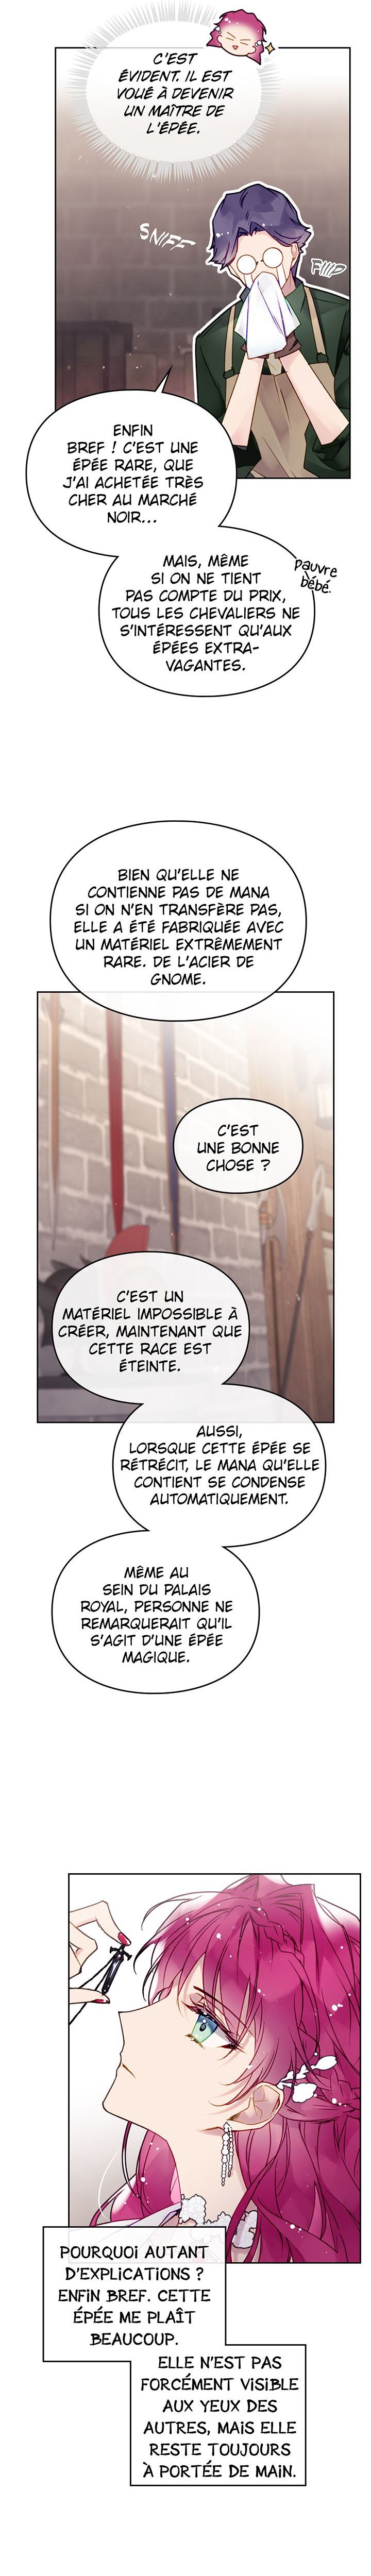 C'EST
ÉVIDENT. IL EST
VOUÉ À DEVENIR
UN MAÎTRE DE
L'ÉPÉE.
SNIFF
FIIIP
ENFIN
BREF ! C'EST UNE
ÉPÉE RARE, QUE
J'AI ACHETÉE TRÈS
CHER AU MARCHÉ
NOIR...
pauvre
bébé.
MAIS, MÊME
SI ON NE TIENT
PAS COMPTE DU PRIX,
TOUS LES CHEVALIERS NE
S'INTÉRESSENT QU'AUX
ÉPÉES EXTRA-
VAGANTES.
BIEN QU'ELLE NE
CONTIENNE PAS DE MANA
SI ON N'EN TRANSFÈRE PAS,
ELLE A ÉTÉ FABRIQUÉE AVEC
UN MATÉRIEL EXTRÊMEMENT
RARE. DE L'ACIER DE
GNOME.
C'EST
UNE BONNE
CHOSE ?
C'EST UN
MATÉRIEL IMPOSSIBLE À
CRÉER, MAINTENANT QUE
CETTE RACE EST
ÉTEINTE.
AUSSI,
LORSQUE CETTE ÉPÉE SE
RÉTRÉCIT, LE MANA QU'ELLE
CONTIENT SE CONDENSE
AUTOMATIQUEMENT.
MÊME AU
SEIN DU PALAIS
ROYAL, PERSONNE NE
REMARQUERAIT QU'IL
S'AGIT D'UNE ÉPÉE
MAGIQUE.
POURQUOI AUTANT
D'EXPLICATIONS ?
ENFIN BREF. CETTE
ÉPÉE ME PLAÎT
BEAUCOUP.
ELLE N'EST PAS
FORCÉMENT VISIBLE
AUX YEUX DES
AUTRES, MAIS ELLE
RESTE TOUJOURS
À PORTÉE DE MAIN.